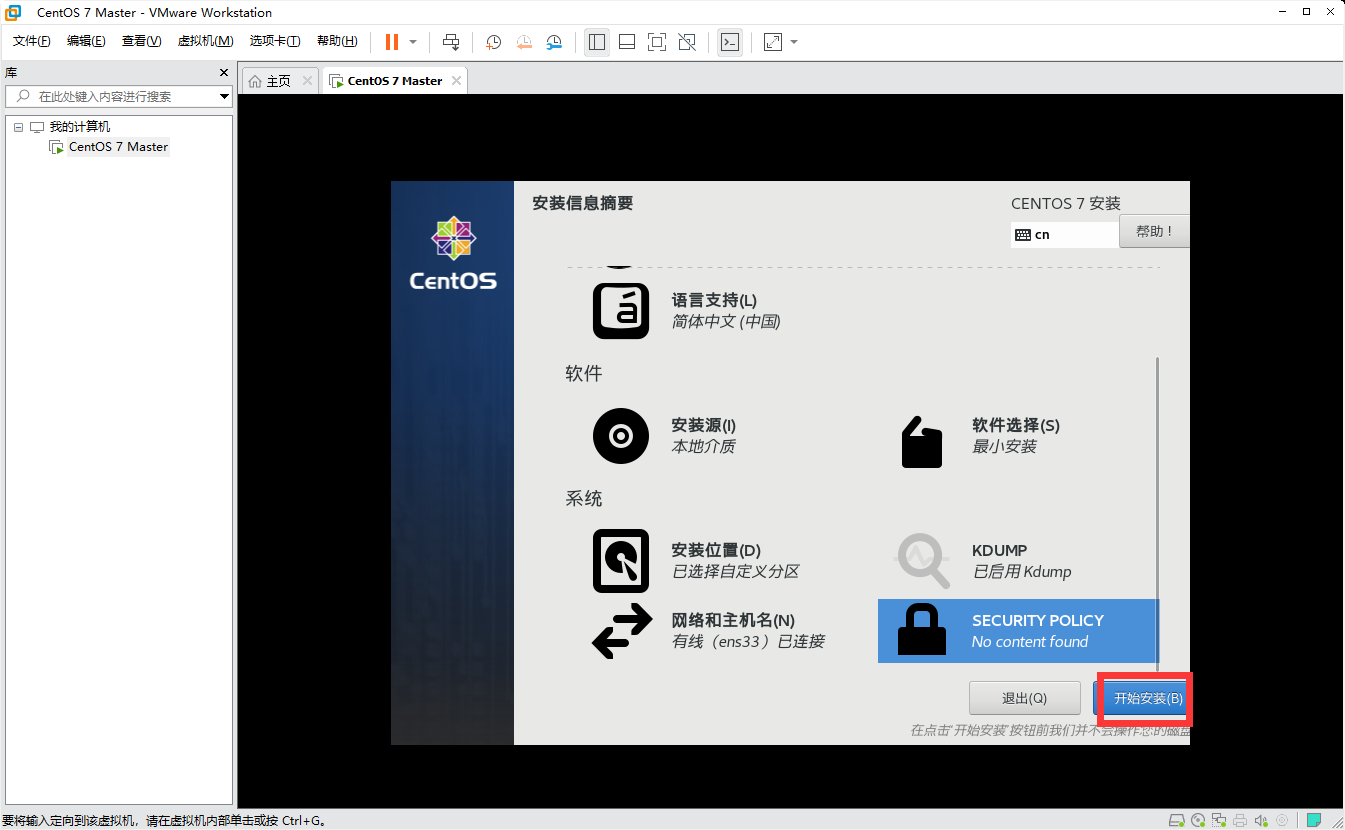 CentOS 7 Master - VMware Workstation
文件(F) 编辑(E) 查看(V) 虚拟机(M) 选项卡(T) 帮助(H)
库
在此处键入内容进行搜索
我的计算机
CentOS 7 Master
主页
CentOS 7 Master
CentOS
安装信息摘要
CENTOS 7 安装
cn
帮助！
语言支持(L)
简体中文 (中国)
软件
安装源(I)
本地介质
软件选择(S)
最小安装
系统
安装位置(D)
已选择自定义分区
KDUMP
已启用 Kdump
网络和主机名(N)
有线（ens33）已连接
SECURITY POLICY
No content found
退出(Q)
开始安装(B)
在点击'开始安装'按钮前我们并不会操作您的磁盘
要将输入定向到该虚拟机，请在虚拟机内部单击或按 Ctrl+G。